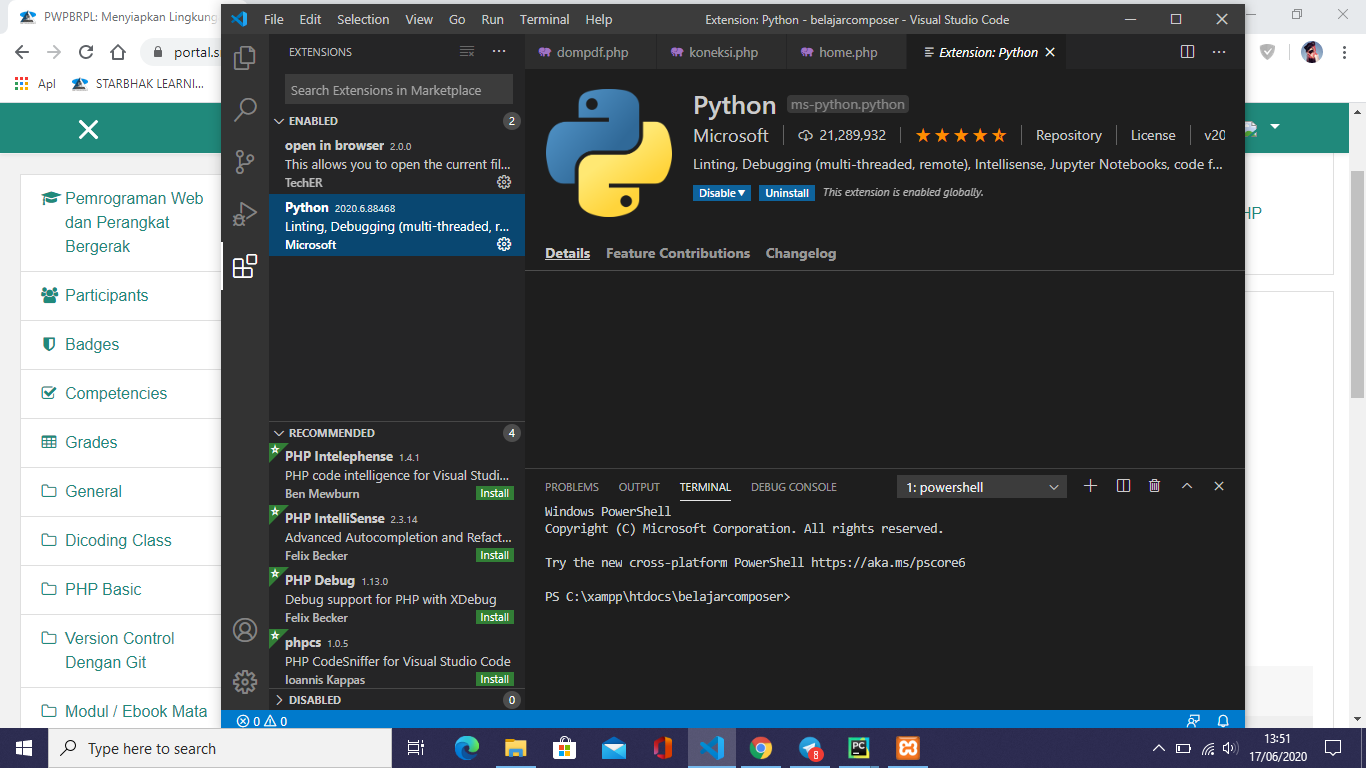 PWPBRPL: Menyiapkan Lingkung
File Edit Selection View Go Run Terminal Help
Extension: Python - belajarcomposer - Visual Studio Code
portal.s
Apl
STARBHAK LEARNI...
Pemrograman Web
dan Perangkat
Bergerak
Participants
Badges
Competencies
Grades
General
Dicoding Class
PHP Basic
Version Control
Dengan Git
Modul / Ebook Mata
EXTENSIONS
Search Extensions in Marketplace
ENABLED 2
open in browser 2.0.0
This allows you to open the current fil...
TechER
Python 2020.6.88468
Linting, Debugging (multi-threaded, r...
Microsoft
RECOMMENDED 4
PHP Intelephense 1.4.1
PHP code intelligence for Visual Studi...
Ben Mewburn Install
PHP IntelliSense 2.3.14
Advanced Autocompletion and Refact...
Felix Becker Install
PHP Debug 1.13.0
Debug support for PHP with XDebug
Felix Becker Install
phpcs 1.0.5
PHP CodeSniffer for Visual Studio Code
Ioannis Kappas Install
DISABLED 0
dompdf.php koneksi.php home.php Extension: Python
Python ms-python.python
Microsoft 21,289,932 Repository License v20
Linting, Debugging (multi-threaded, remote), Intellisense, Jupyter Notebooks, code f...
Disable Uninstall This extension is enabled globally.
Details Feature Contributions Changelog
PROBLEMS OUTPUT TERMINAL DEBUG CONSOLE 1: powershell
Windows PowerShell
Copyright (C) Microsoft Corporation. All rights reserved.
Try the new cross-platform PowerShell https://aka.ms/pscore6
PS C:\xampp\htdocs\belajarcomposer>
HP
0 0
Type here to search
8
PC
13:51
17/06/2020